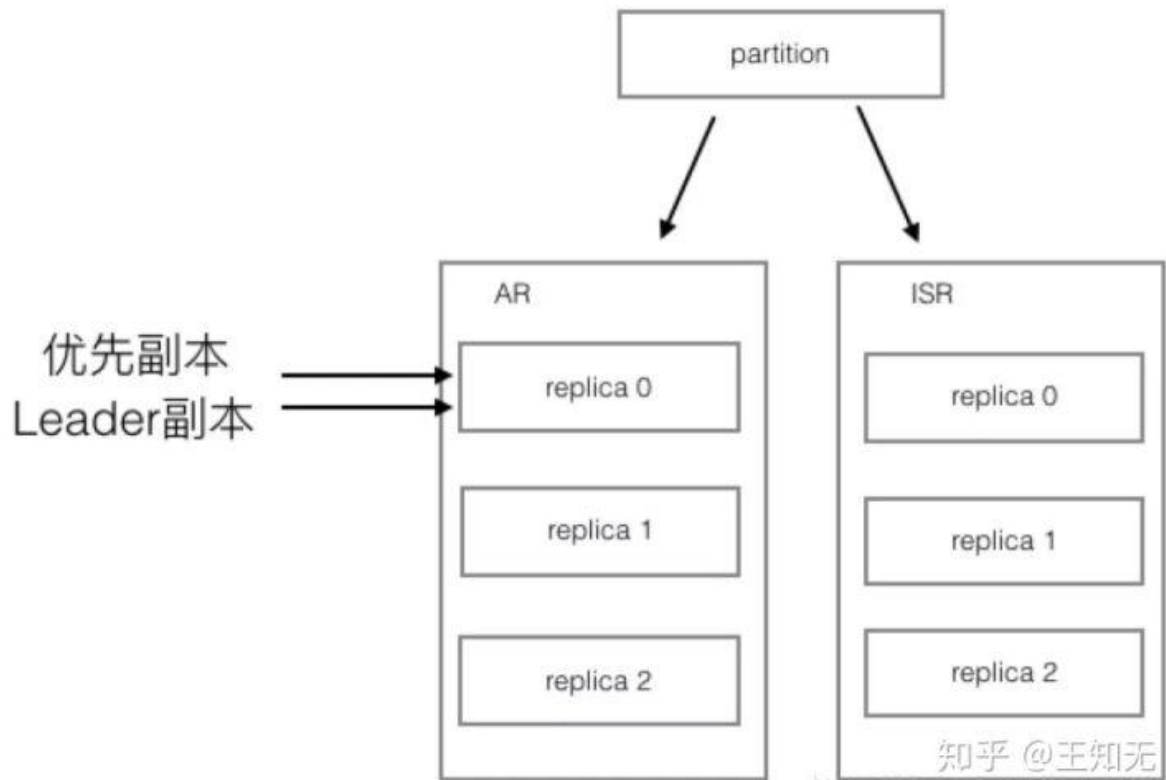 partition
AR
ISR
优先副本
Leader副本
replica 0
replica 0
replica 1
replica 1
replica 2
replica 2
知乎 @王知无